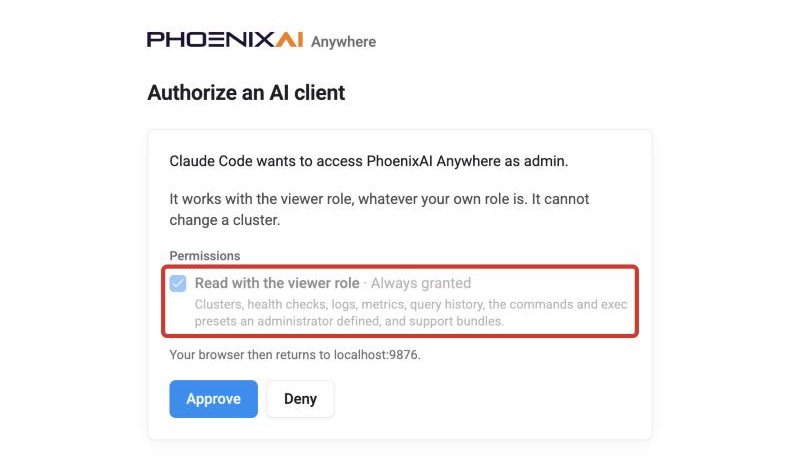 PHOENIXAI Anywhere
Authorize an AI client
Claude Code wants to access PhoenixAI Anywhere as admin.
It works with the viewer role, whatever your own role is. It cannot
change a cluster.
Permissions
Read with the viewer role · Always granted
Clusters, health checks, logs, metrics, query history, the commands and exec
presets an administrator defined, and support bundles.
Your browser then returns to localhost:9876.
Approve Deny